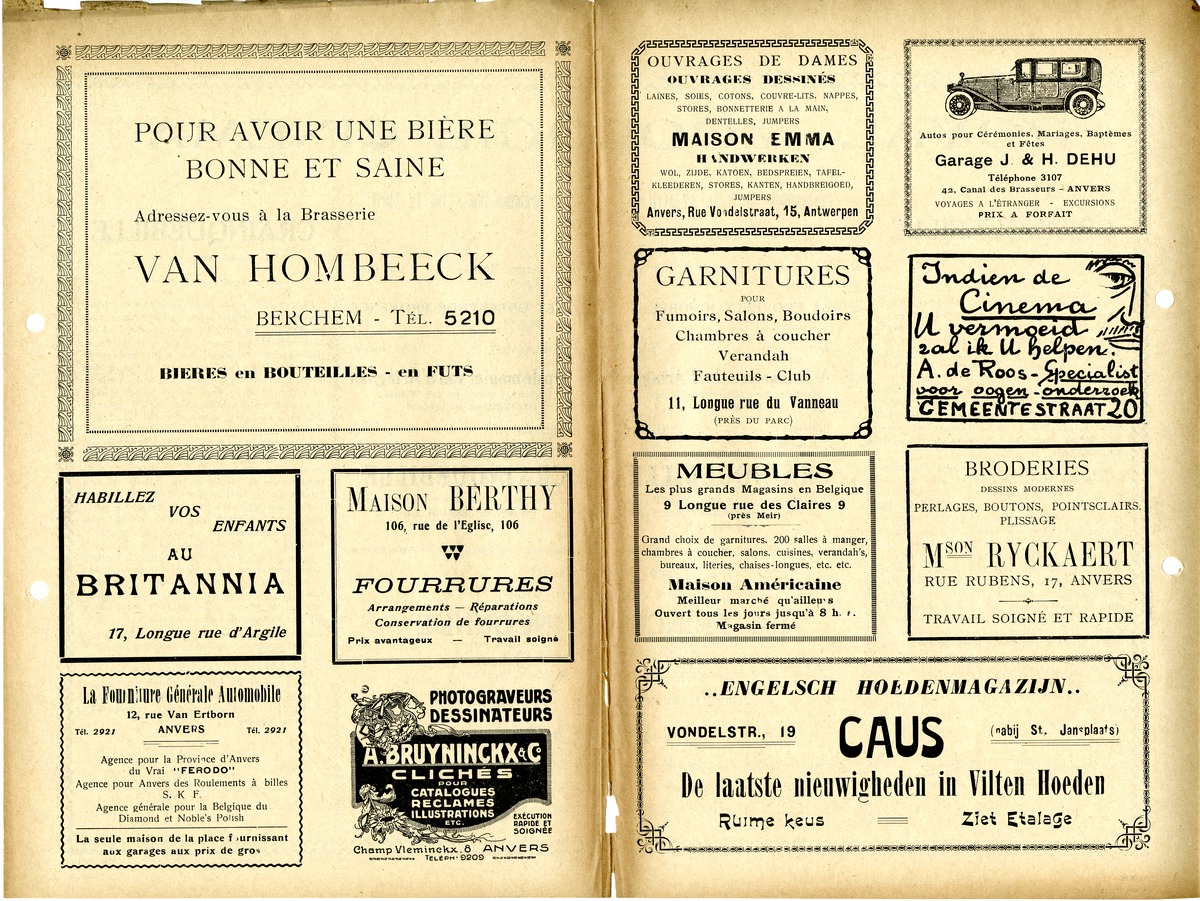 POUR AVOIR UNE BIÈRE
BONNE ET SAINE
Adressez-vous à la Brasserie
VAN HOMBEECK
BERCHEM - TÉL. 5210
BIERES en BOUTEILLES - en FUTS
HABILLEZ
VOS
ENFANTS
AU
BRITANNIA
17, Longue rue d'Argile
MAISON BERTHY
106, rue de l'Eglise, 106
FOURRURES
Arrangements — Réparations
Conservation de fourrures
Prix avantageux — Travail soigné
La Fourniture Générale Automobile
12, rue Van Ertborn
Tél. 2921 ANVERS Tél. 2921
Agence pour la Province d'Anvers
du Vrai "FERODO"
Agence pour Anvers des Roulements à billes
S. K F.
Agence générale pour la Belgique du
Diamond et Noble's Polish
La seule maison de la place fournissant
aux garages aux prix de gros
PHOTOGRAVEURS
DESSINATEURS
A. BRUYNINCKX & Co
CLICHÉS
POUR
CATALOGUES
RECLAMES
ILLUSTRATIONS
ETC.
EXÉCUTION
RAPIDE ET
SOIGNÉE
Champ Vleminckx. 8 ANVERS
TELÉPH. 9209
OUVRAGES DE DAMES
OUVRAGES DESSINÉS
LAINES, SOIES, COTONS, COUVRE-LITS, NAPPES,
STORES, BONNETTERIE A LA MAIN,
DENTELLES, JUMPERS
MAISON EMMA
HANDWERKEN
WOL, ZIJDE, KATOEN, BEDSPREIEN, TAFEL-
KLEEDEREN, STORES, KANTEN, HANDBREIGOED,
JUMPERS
Anvers, Rue Vondelstraat, 15, Antwerpen
Autos pour Cérémonies, Mariages, Baptèmes
et Fêtes
Garage J. & H. DEHU
Téléphone 3107
42, Canal des Brasseurs - ANVERS
VOYAGES A L'ÉTRANGER - EXCURSIONS
PRIX A FORFAIT
GARNITURES
POUR
Fumoirs, Salons, Boudoirs
Chambres à coucher
Verandah
Fauteuils - Club
11, Longue rue du Vanneau
(PRÈS DU PARC)
Indien de
Cinema
U vermoeid
zal ik U helpen.
A. de Roos - Specialist
voor oogen-onderzoek
GEMEENTESTRAAT 20
MEUBLES
Les plus grands Magasins en Belgique
9 Longue rue des Claires 9
(près Meir)
Grand choix de garnitures. 200 salles à manger,
chambres à coucher, salons, cuisines, verandah's,
bureaux, literies, chaises-longues, etc. etc.
Maison Américaine
Meilleur marché qu'ailleurs
Ouvert tous les jours jusqu'à 8 h. s.
Magasin fermé
BRODERIES
DESSINS MODERNES
PERLAGES, BOUTONS, POINTSCLAIRS.
PLISSAGE
MSON RYCKAERT
RUE RUBENS, 17, ANVERS
TRAVAIL SOIGNÉ ET RAPIDE
..ENGELSCH HOEDENMAGAZIJN..
VONDELSTR., 19 CAUS (nabij St. Jansplaats)
De laatste nieuwigheden in Vilten Hoeden
Ruime keus Ziet Etalage